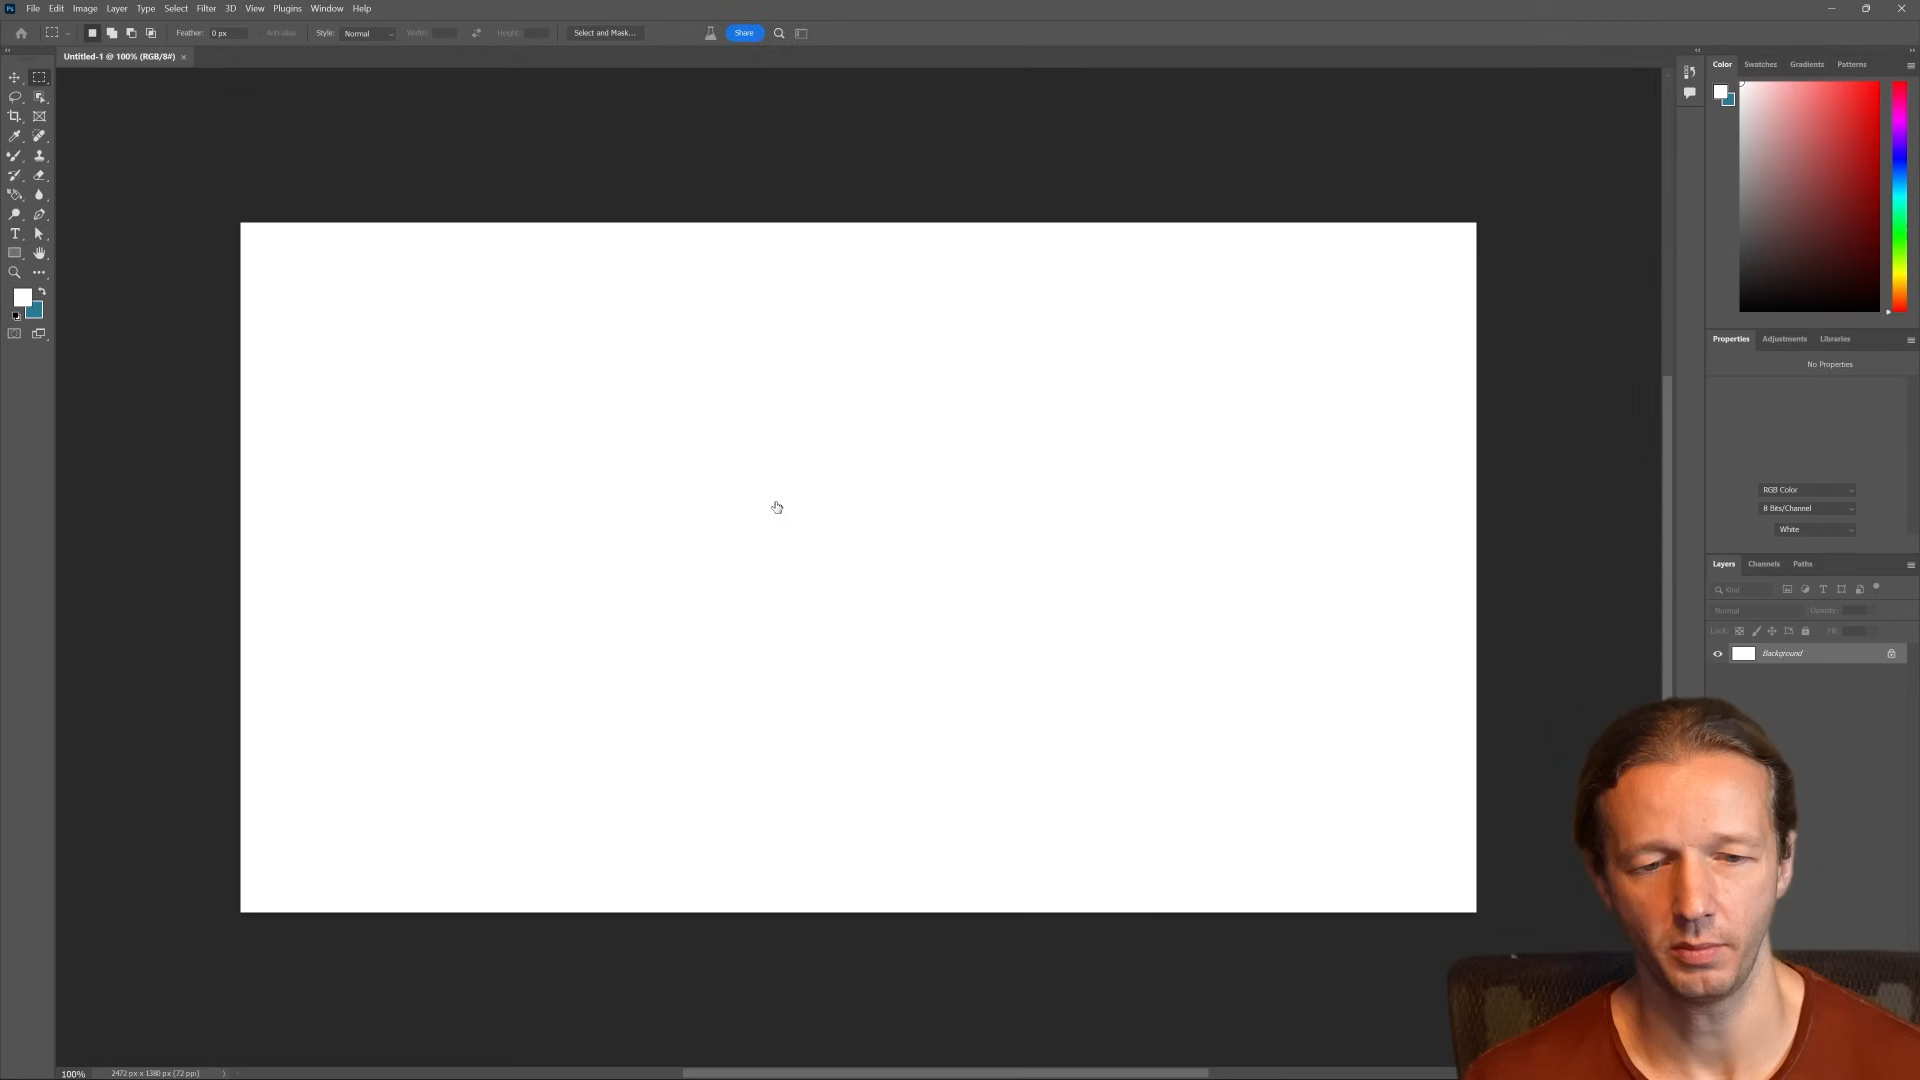 Ps File Edit Image Layer Type Select Filter 3D View Plugins Window Help
Feather: 0 px Anti-alias Style: Normal Width: Height: Select and Mask... Share
Untitled-1 @ 100% (RGB/8#) ×
Color Swatches Gradients Patterns
Properties Adjustments Libraries
No Properties
RGB Color
8 Bits/Channel
White
Layers Channels Paths
Kind
Normal Opacity:
Lock: Fill:
Background
100% 2472 px x 1380 px (72 ppi)